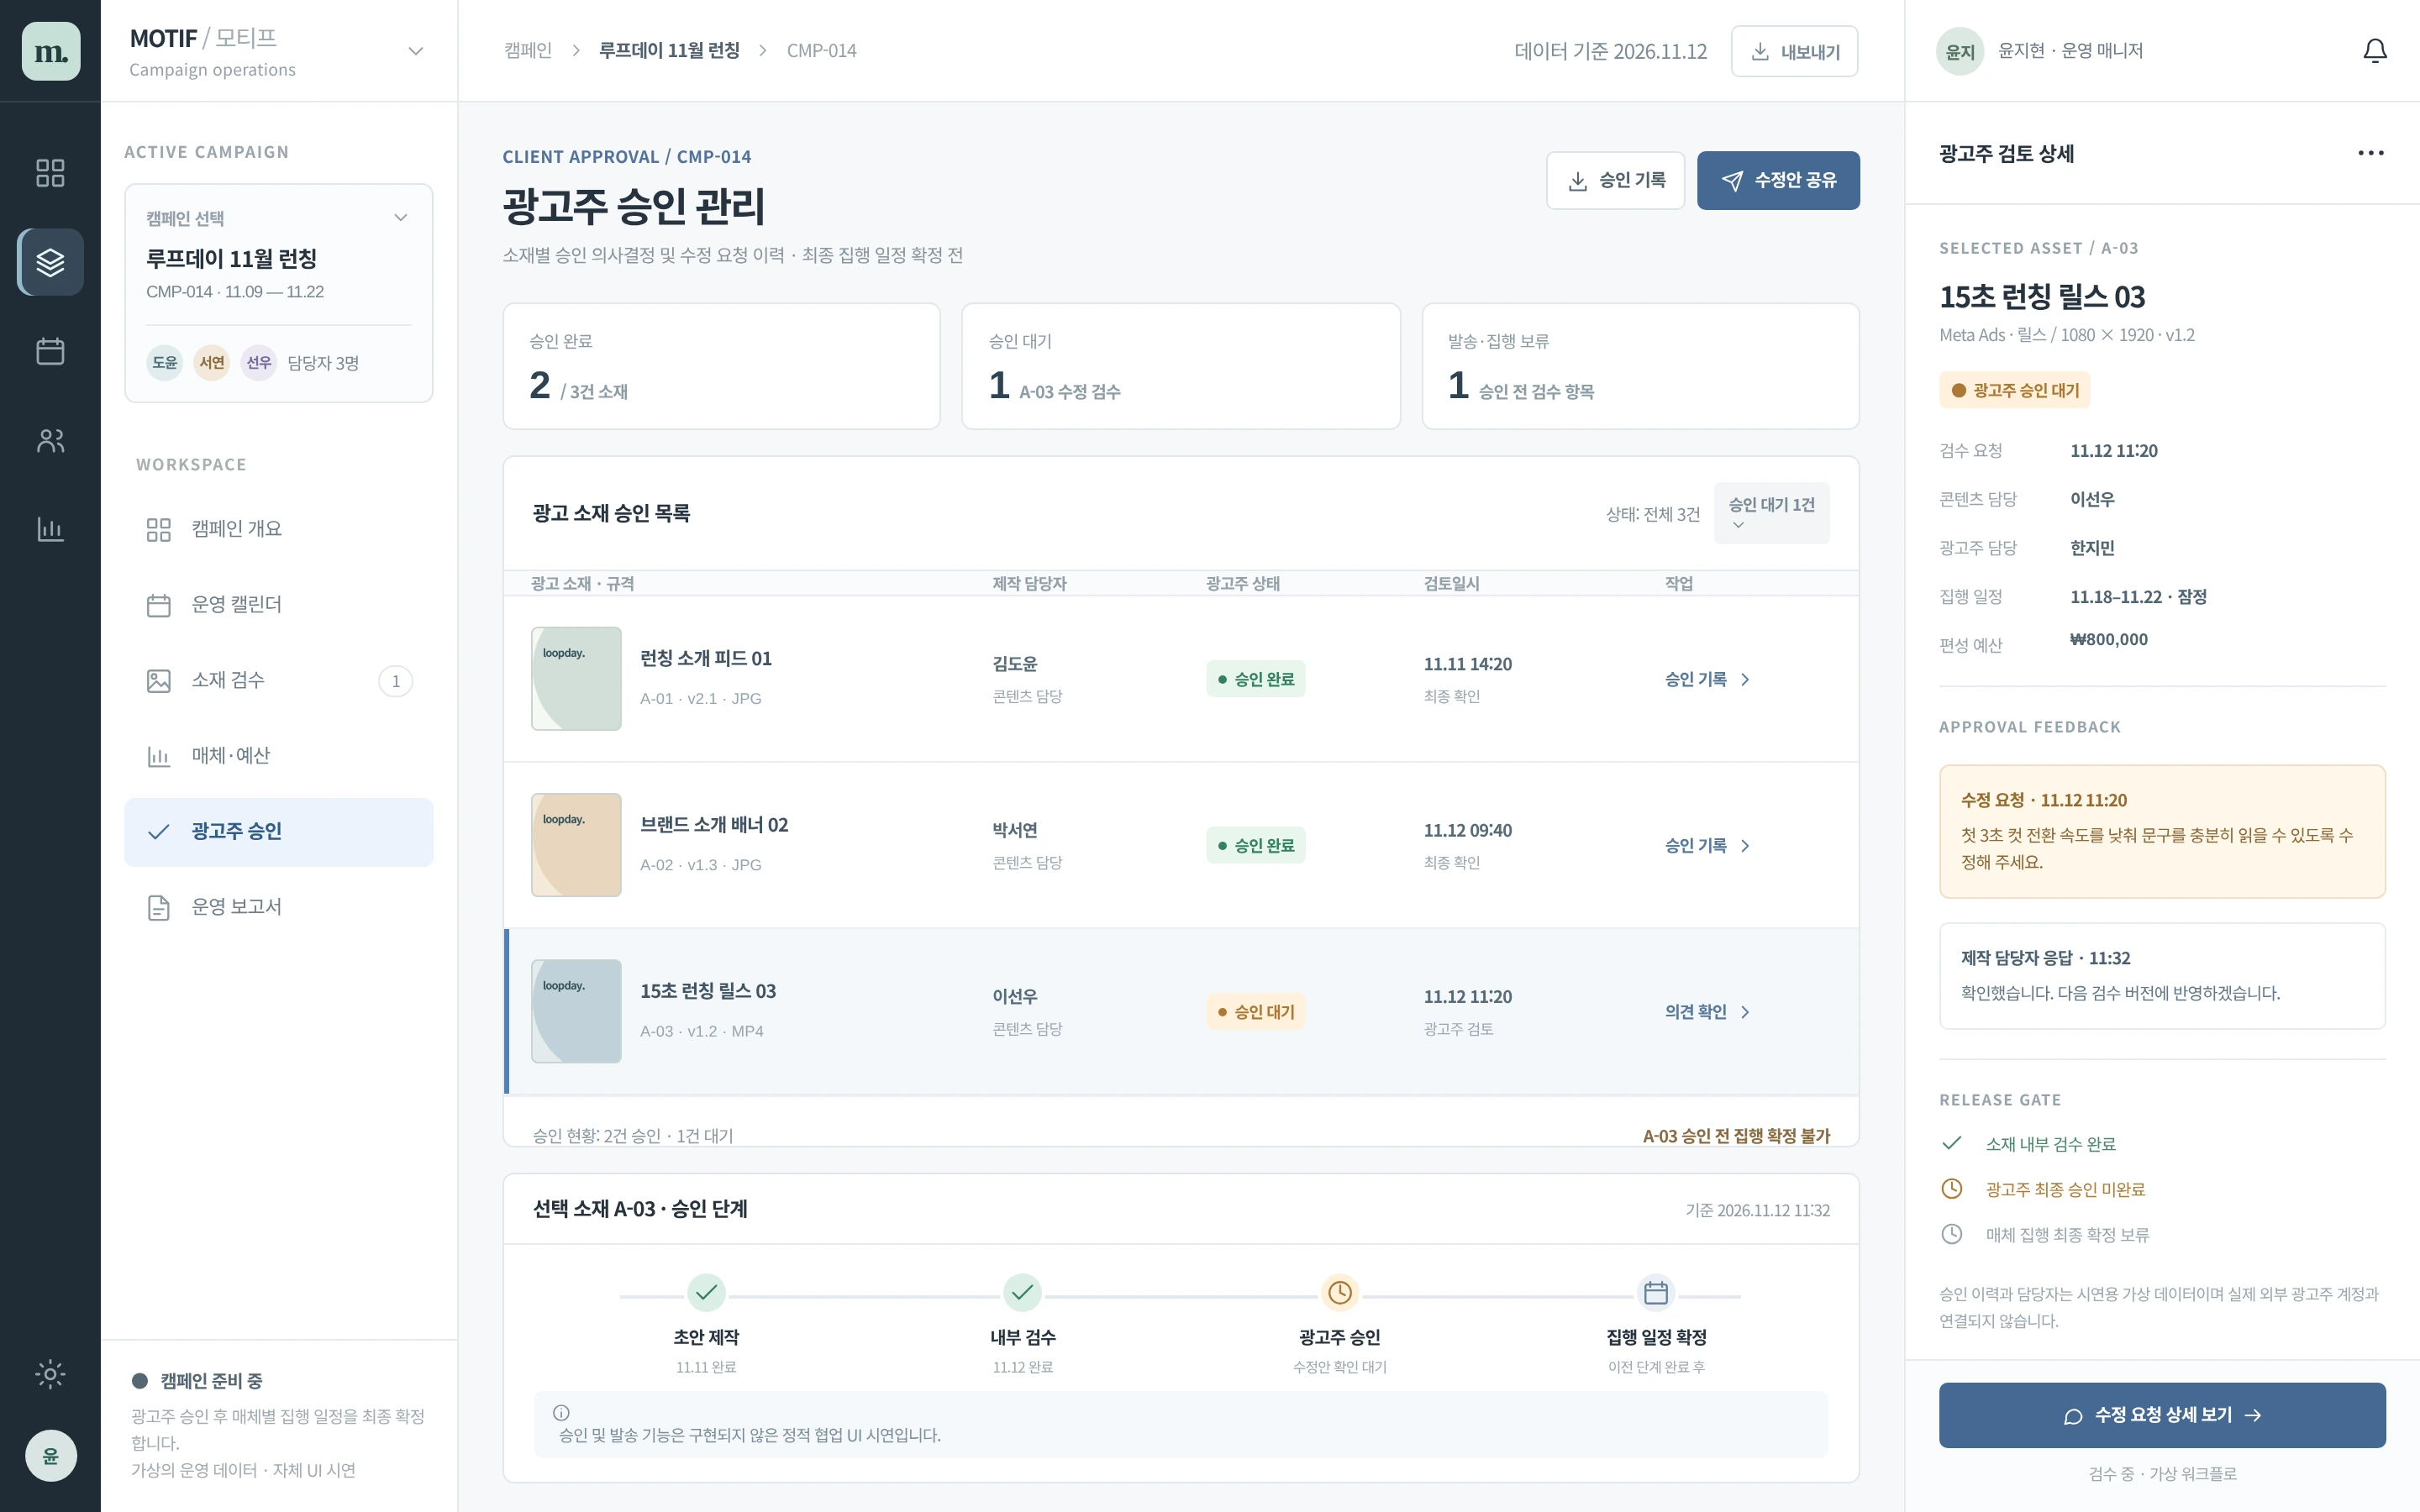 m.
MOTIF / 모티프
Campaign operations
캠페인
루프데이 11월 런칭
CMP-014
데이터 기준 2026.11.12
내보내기
윤지
윤지현 · 운영 매니저
ACTIVE CAMPAIGN
캠페인 선택
루프데이 11월 런칭
CMP-014 · 11.09 — 11.22
도윤
서연
선우
담당자 3명
WORKSPACE
캠페인 개요
운영 캘린더
소재 검수
1
매체·예산
광고주 승인
운영 보고서
캠페인 준비 중
광고주 승인 후 매체별 집행 일정을 최종 확정
합니다.
가상의 운영 데이터 · 자체 UI 시연
윤
CLIENT APPROVAL / CMP-014
광고주 승인 관리
소재별 승인 의사결정 및 수정 요청 이력 · 최종 집행 일정 확정 전
승인 기록
수정안 공유
승인 완료
2 / 3건 소재
승인 대기
1 A-03 수정 검수
발송·집행 보류
1 승인 전 검수 항목
광고 소재 승인 목록
상태: 전체 3건
승인 대기 1건
광고 소재 · 규격
제작 담당자
광고주 상태
검토일시
작업
loopday.
런칭 소개 피드 01
A-01 · v2.1 · JPG
김도윤
콘텐츠 담당
승인 완료
11.11 14:20
최종 확인
승인 기록
loopday.
브랜드 소개 배너 02
A-02 · v1.3 · JPG
박서연
콘텐츠 담당
승인 완료
11.12 09:40
최종 확인
승인 기록
loopday.
15초 런칭 릴스 03
A-03 · v1.2 · MP4
이선우
콘텐츠 담당
승인 대기
11.12 11:20
광고주 검토
의견 확인
승인 현황: 2건 승인 · 1건 대기
A-03 승인 전 집행 확정 불가
선택 소재 A-03 · 승인 단계
기준 2026.11.12 11:32
초안 제작
11.11 완료
내부 검수
11.12 완료
광고주 승인
수정안 확인 대기
집행 일정 확정
이전 단계 완료 후
승인 및 발송 기능은 구현되지 않은 정적 협업 UI 시연입니다.
광고주 검토 상세
SELECTED ASSET / A-03
15초 런칭 릴스 03
Meta Ads · 릴스 / 1080 × 1920 · v1.2
광고주 승인 대기
검수 요청
11.12 11:20
콘텐츠 담당
이선우
광고주 담당
한지민
집행 일정
11.18–11.22 · 잠정
편성 예산
₩800,000
APPROVAL FEEDBACK
수정 요청 · 11.12 11:20
첫 3초 컷 전환 속도를 낮춰 문구를 충분히 읽을 수 있도록 수
정해 주세요.
제작 담당자 응답 · 11:32
확인했습니다. 다음 검수 버전에 반영하겠습니다.
RELEASE GATE
소재 내부 검수 완료
광고주 최종 승인 미완료
매체 집행 최종 확정 보류
승인 이력과 담당자는 시연용 가상 데이터이며 실제 외부 광고주 계정과
연결되지 않습니다.
수정 요청 상세 보기
검수 중 · 가상 워크플로